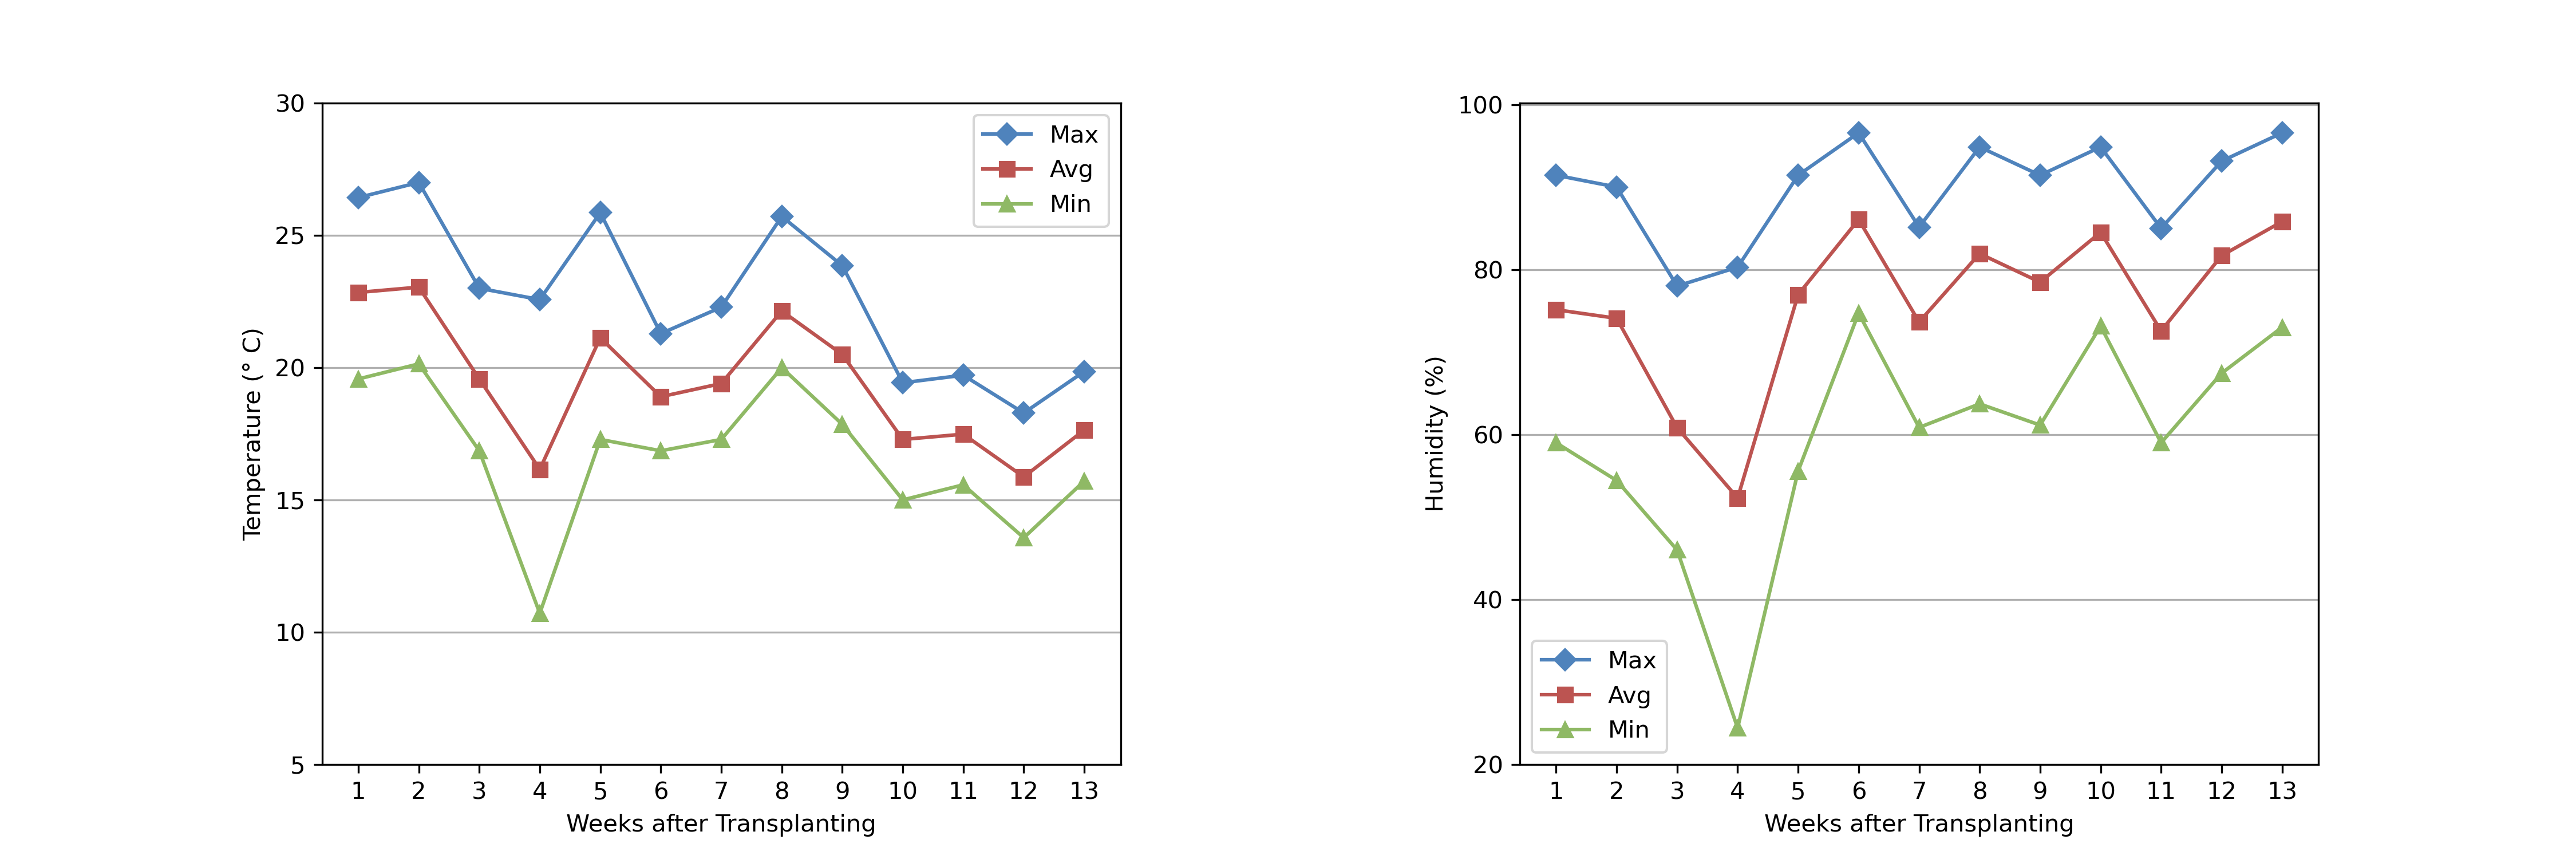 30
25
20
15
10
5
Temperature (° C)
Max
Avg
Min
1 2 3 4 5 6 7 8 9 10 11 12 13
Weeks after Transplanting
100
80
60
40
20
Humidity (%)
Max
Avg
Min
1 2 3 4 5 6 7 8 9 10 11 12 13
Weeks after Transplanting